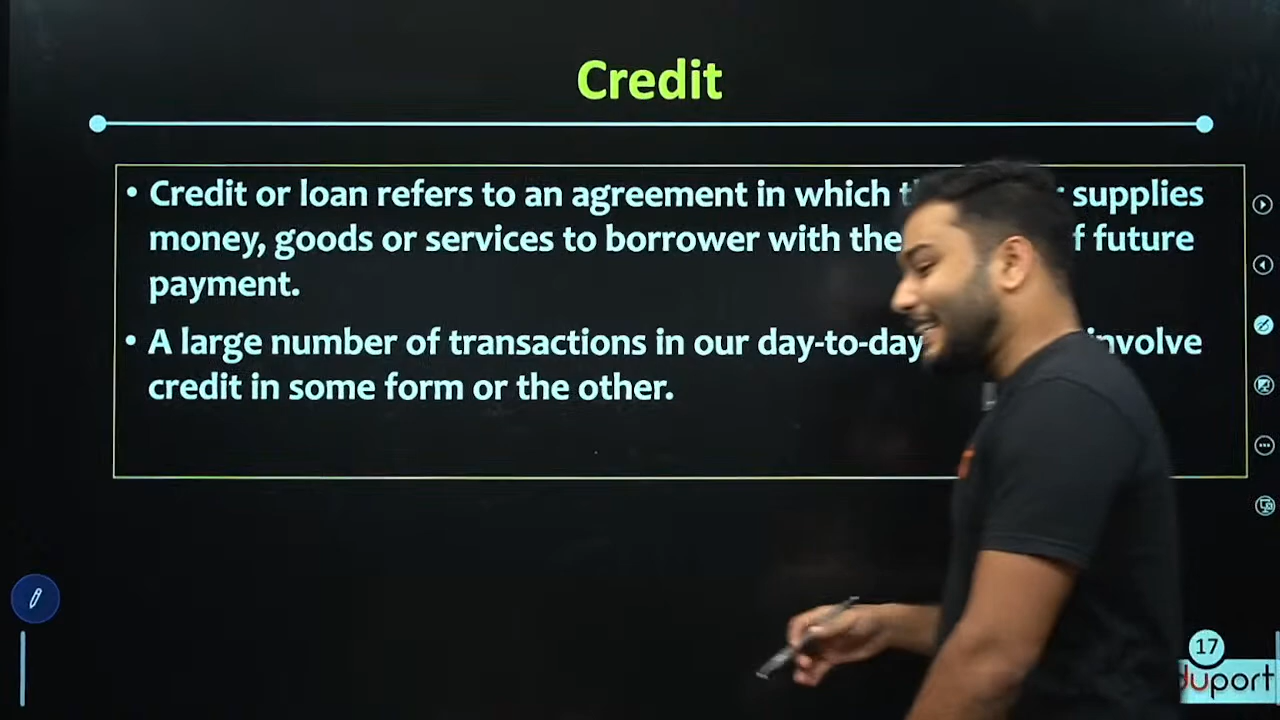 Credit
• Credit or loan refers to an agreement in which supplies
money, goods or services to borrower with the future
payment.
• A large number of transactions in our day-to-day involve
credit in some form or the other.
17
duport